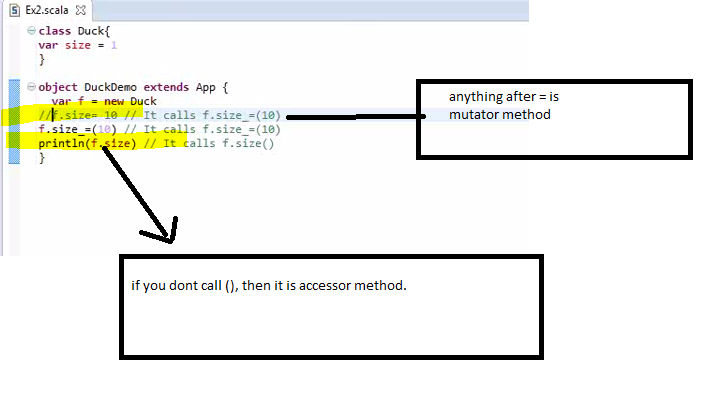 Ex2.scala
class Duck{
var size = 1
}
object DuckDemo extends App {
var f = new Duck
//f.size= 10 // It calls f.size_=(10)
f.size_=(10) // It calls f.size_=(10)
println(f.size) // It calls f.size()
}
anything after = is
mutator method
if you dont call (), then it is accessor method.